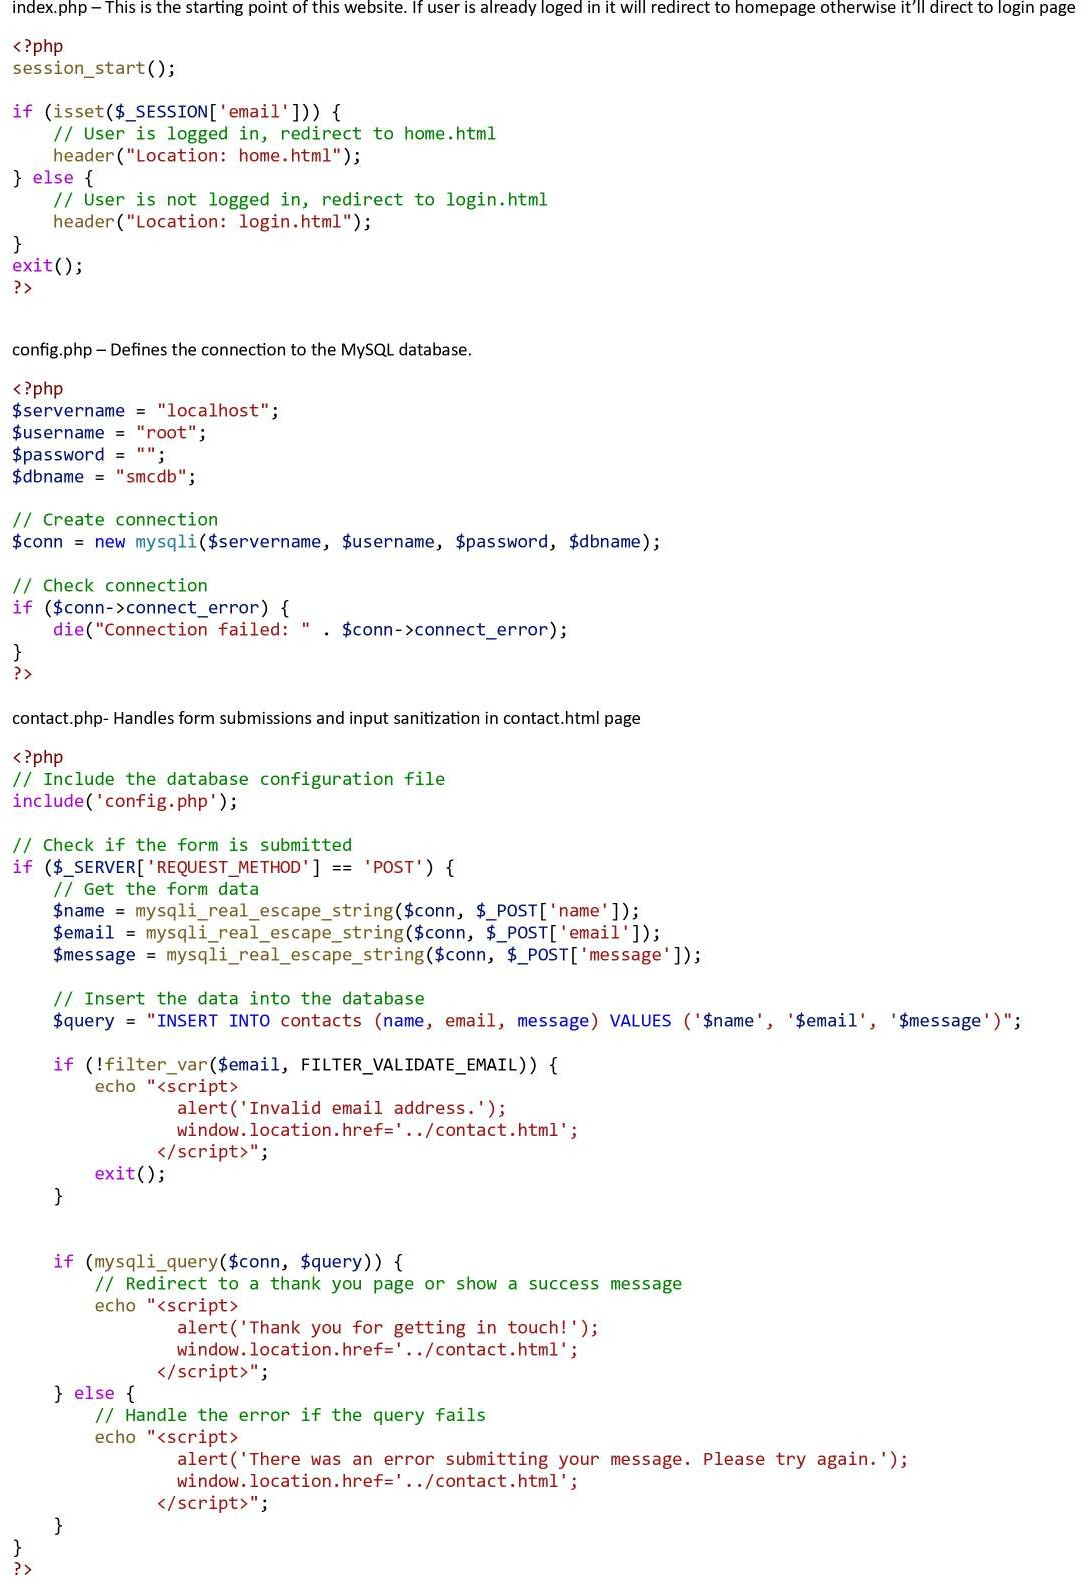 index.php – This is the starting point of this website. If user is already loged in it will redirect to homepage otherwise it’ll direct to login page
<?php
session_start();
if (isset($_SESSION['email'])) {
    // User is logged in, redirect to home.html
    header("Location: home.html");
} else {
    // User is not logged in, redirect to login.html
    header("Location: login.html");
}
exit();
?>
config.php – Defines the connection to the MySQL database.
<?php
$servername = "localhost";
$username = "root";
$password = "";
$dbname = "smcdb";
// Create connection
$conn = new mysqli($servername, $username, $password, $dbname);
// Check connection
if ($conn->connect_error) {
    die("Connection failed: " . $conn->connect_error);
}
?>
contact.php- Handles form submissions and input sanitization in contact.html page
<?php
// Include the database configuration file
include('config.php');
// Check if the form is submitted
if ($_SERVER['REQUEST_METHOD'] == 'POST') {
    // Get the form data
    $name = mysqli_real_escape_string($conn, $_POST['name']);
    $email = mysqli_real_escape_string($conn, $_POST['email']);
    $message = mysqli_real_escape_string($conn, $_POST['message']);
    // Insert the data into the database
    $query = "INSERT INTO contacts (name, email, message) VALUES ('$name', '$email', '$message')";
    if (!filter_var($email, FILTER_VALIDATE_EMAIL)) {
        echo "<script>
                alert('Invalid email address.');
                window.location.href='../contact.html';
              </script>";
        exit();
    }
    if (mysqli_query($conn, $query)) {
        // Redirect to a thank you page or show a success message
        echo "<script>
                alert('Thank you for getting in touch!');
                window.location.href='../contact.html';
              </script>";
    } else {
        // Handle the error if the query fails
        echo "<script>
                alert('There was an error submitting your message. Please try again.');
                window.location.href='../contact.html';
              </script>";
    }
}
?>